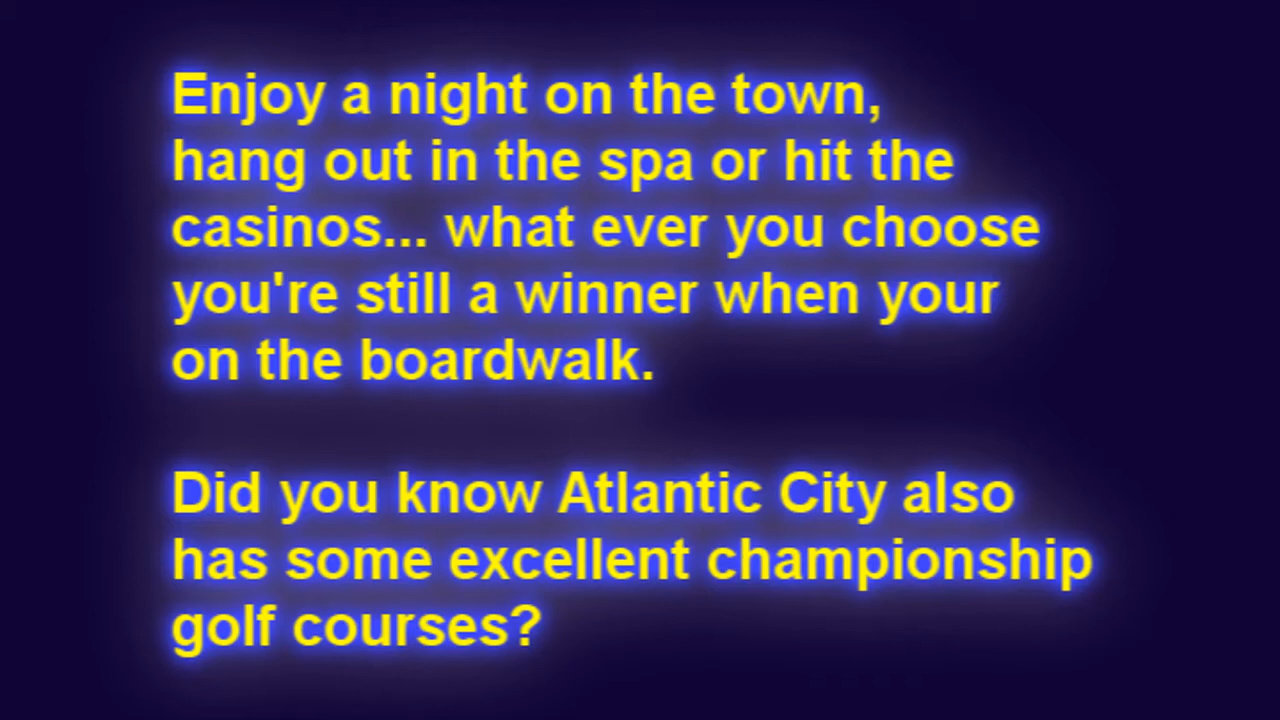 Enjoy a night on the town,
hang out in the spa or hit the
casinos... what ever you choose
you're still a winner when your
on the boardwalk.
Did you know Atlantic City also
has some excellent championship
golf courses?